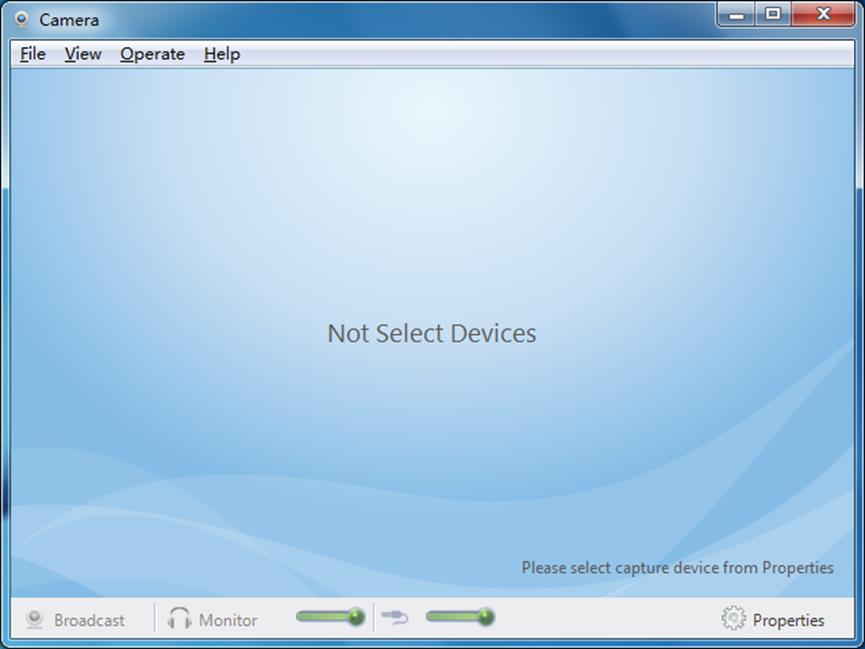 Camera
File View Operate Help
Not Select Devices
Please select capture device from Properties
Broadcast Monitor Properties